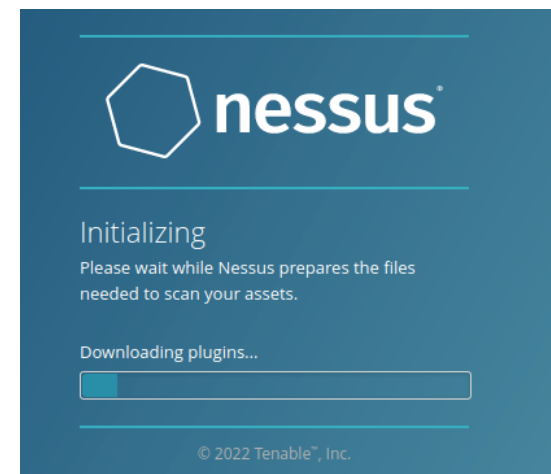 nessus®
Initializing
Please wait while Nessus prepares the files
needed to scan your assets.
Downloading plugins...
© 2022 Tenable™, Inc.